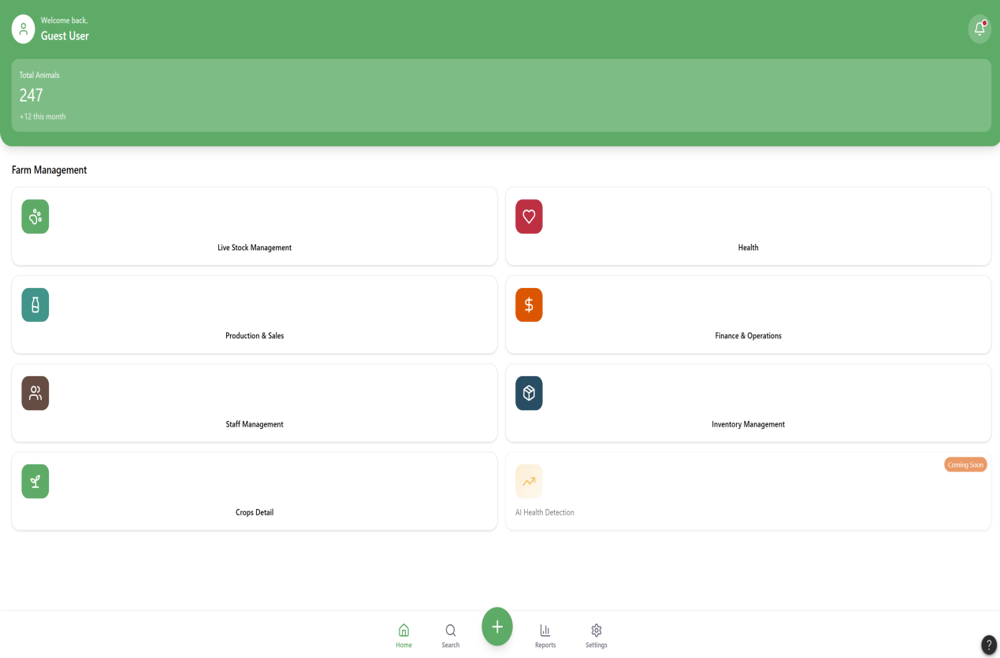 Welcome back,
Guest User
Total Animals
247
+12 this month
Farm Management
Live Stock Management
Health
Production & Sales
Finance & Operations
Staff Management
Inventory Management
Crops Detail
Coming Soon
AI Health Detection
Home
Search
+
Reports
Settings
?